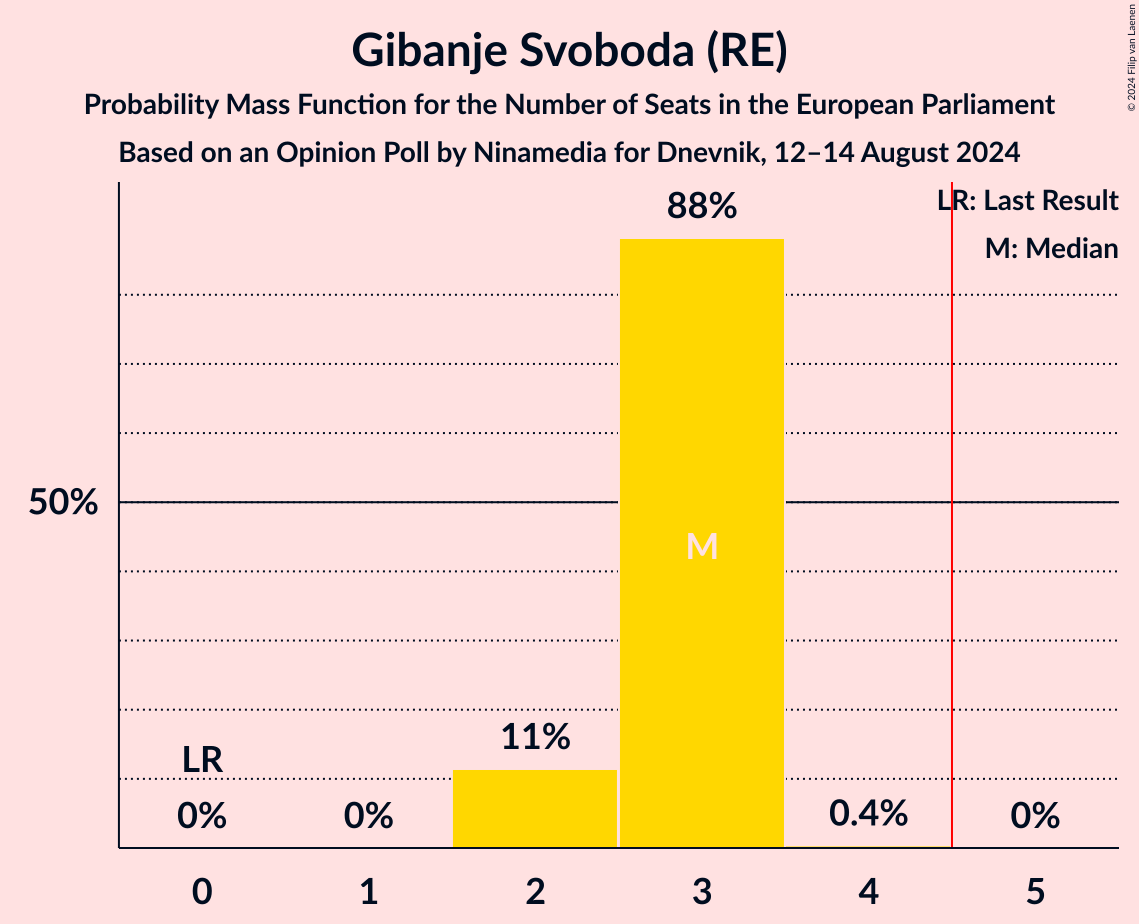 Gibanje Svoboda (RE)
Probability Mass Function for the Number of Seats in the European Parliament
Based on an Opinion Poll by Ninamedia for Dnevnik, 12–14 August 2024
© 2024 Filip van Laenen
LR: Last Result
M: Median
88%
50%
M
11%
LR
0%
0%
0.4%
0%
0
1
2
3
4
5